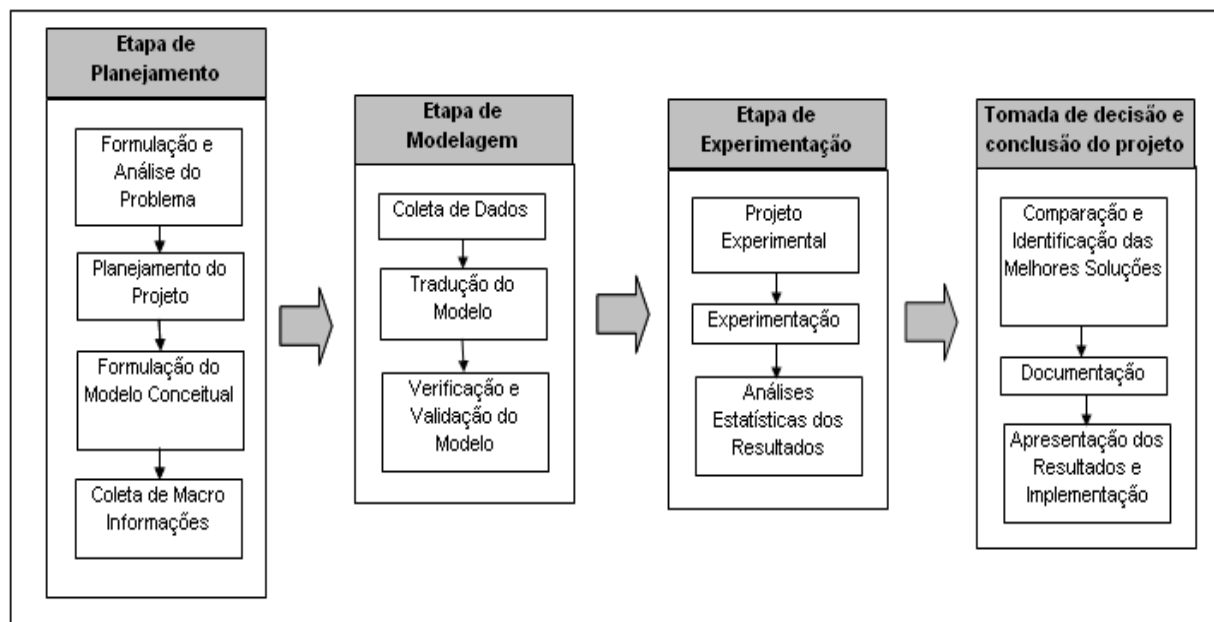 Etapa de
Planejamento
Formulação e
Análise do
Problema
Planejamento do
Projeto
Formulação do
Modelo Conceitual
Coleta de Macro
Informações
Etapa de
Modelagem
Coleta de Dados
Tradução do
Modelo
Verificação e
Validação do
Modelo
Etapa de
Experimentação
Projeto
Experimental
Experimentação
Análises
Estatísticas dos
Resultados
Tomada de decisão e
conclusão do projeto
Comparação e
Identificação das
Melhores Soluções
Documentação
Apresentação dos
Resultados e
Implementação